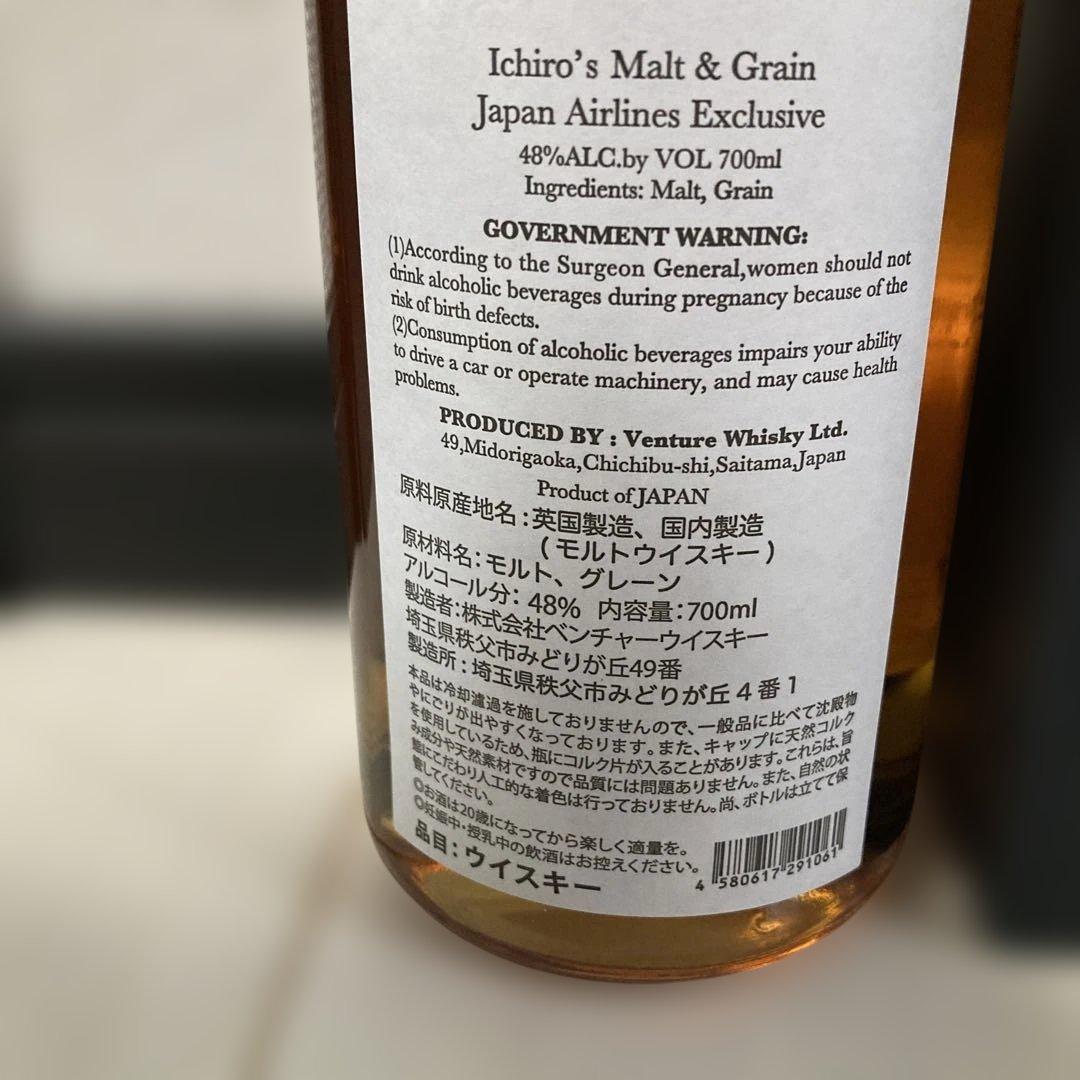 Ichiro's Malt & Grain
Japan Airlines Exclusive
48%ALC.by VOL 700ml
Ingredients: Malt, Grain
GOVERNMENT WARNING:
(1)According to the Surgeon General,women should not
drink alcoholic beverages during pregnancy because of the
risk of birth defects.
(2)Consumption of alcoholic beverages impairs your ability
to drive a car or operate machinery, and may cause health
problems.
PRODUCED BY : Venture Whisky Ltd.
49,Midorigaoka,Chichibu-shi,Saitama,Japan
Product of JAPAN
原料原産地名:英国製造、国内製造
(モルトウイスキー)
原材料名:モルト、グレーン
アルコール分:48% 内容量:700ml
製造者:株式会社ベンチャーウイスキー
埼玉県秩父市みどりが丘49番
製造所:埼玉県秩父市みどりが丘4番1
本品は冷却濾過を施しておりませんので、一般品に比べて沈殿物
やにごりが出やすくなっております。また、キャップに天然コルク
を使用しているため、瓶にコルク片が入ることがあります。これらは、旨
み成分や天然素材ですので品質には問題ありません。また、自然の状
態にこだわり人工的な着色は行っておりません。尚、ボトルは立てて保
管してください。
◎お酒は20歳になってから楽しく適量を。
◎妊娠中・授乳中の飲酒はお控えください。
品目:ウイスキー
4 580617 291061